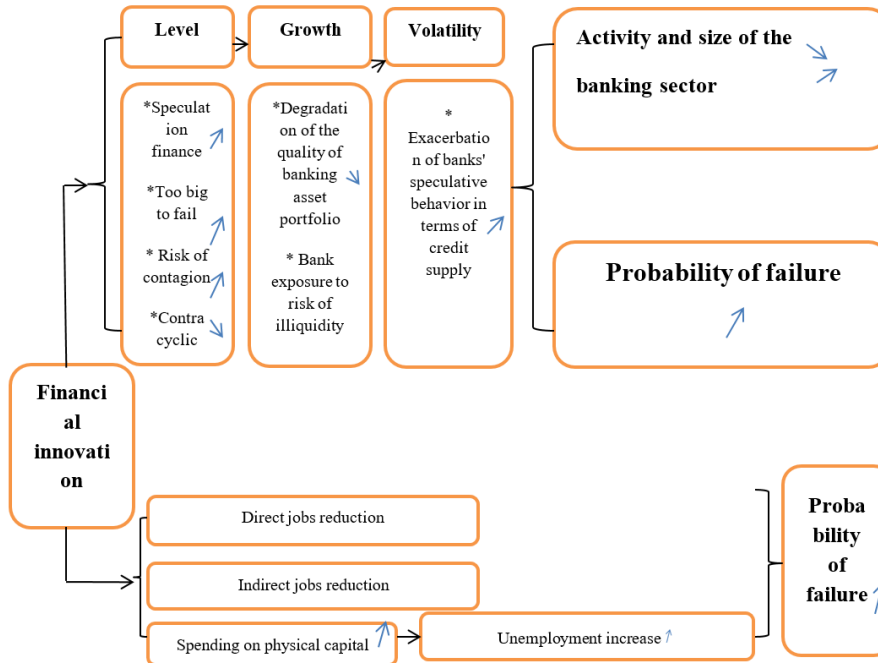 Level
Growth
Volatility
*Speculat
ion
finance
*Too big
to fail
* Risk of
contagion
*Contra
cyclic
*Degradati
on of the
quality of
banking
asset
portfolio
* Bank
exposure to
risk of
illiquidity
*
Exacerbatio
n of banks'
speculative
behavior in
terms of
credit
supply
Activity and size of the
banking sector
Probability of failure
Financi
al
innovati
on
Direct jobs reduction
Indirect jobs reduction
Spending on physical capital
Unemployment increase
Proba
bility
of
failure